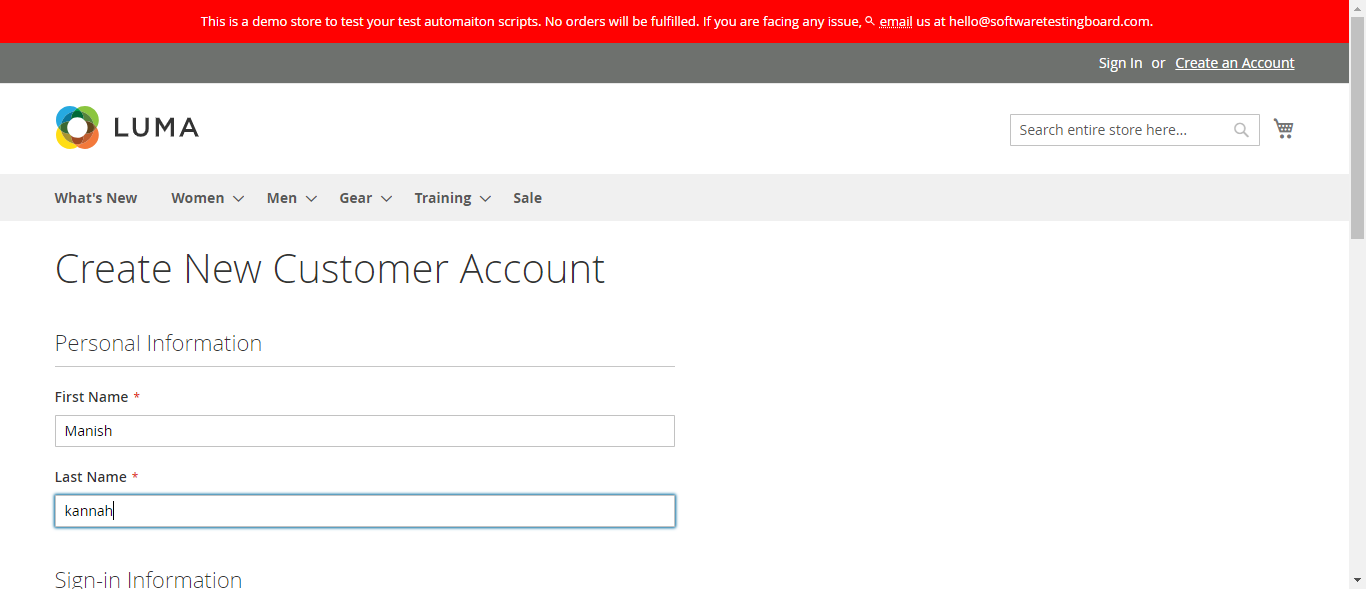 This is a demo store to test your test automaiton scripts. No orders will be fulfilled. If you are facing any issue, email us at hello@softwaretestingboard.com.
Sign In or Create an Account
LUMA
Search entire store here...
What's New Women Men Gear Training Sale
Create New Customer Account
Personal Information
First Name *
Manish
Last Name *
kannah
Sign-in Information